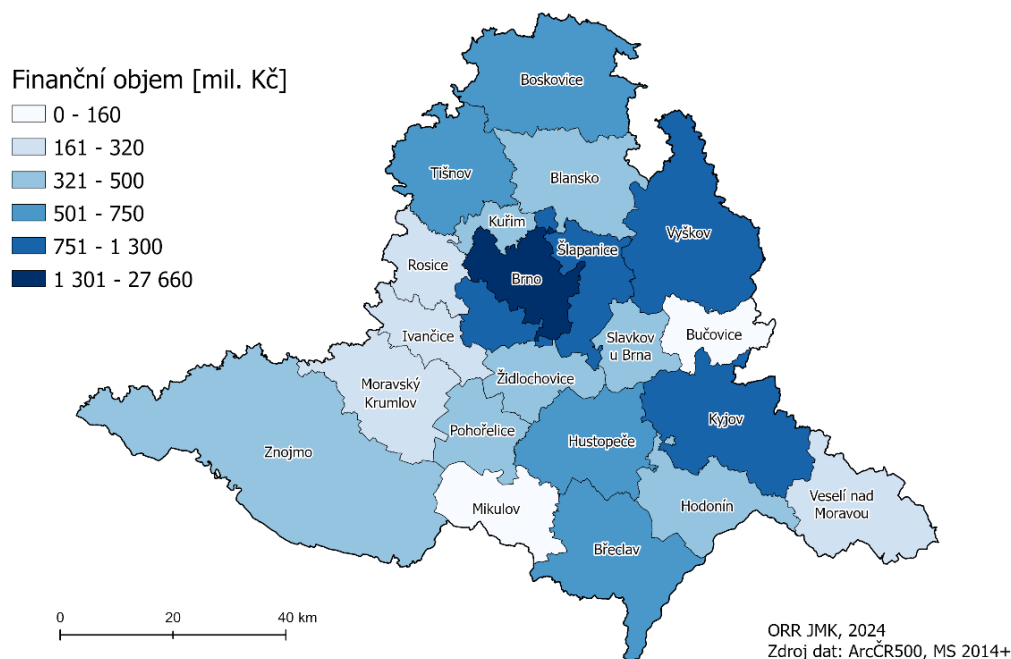 Finanční objem [mil. Kč]
0 - 160
161 - 320
321 - 500
501 - 750
751 - 1 300
1 301 - 27 660
Boskovice
Tišnov
Blansko
Kuřim
Vyškov
Šlapanice
Rosice
Brno
Ivančice
Slavkov
u Brna
Bučovice
Moravský
Krumlov
Židlochovice
Kyjov
Pohořelice
Hustopeče
Znojmo
Mikulov
Hodonín
Veselí nad
Moravou
Břeclav
0 20 40 km
ORR JMK, 2024
Zdroj dat: ArcČR500, MS 2014+